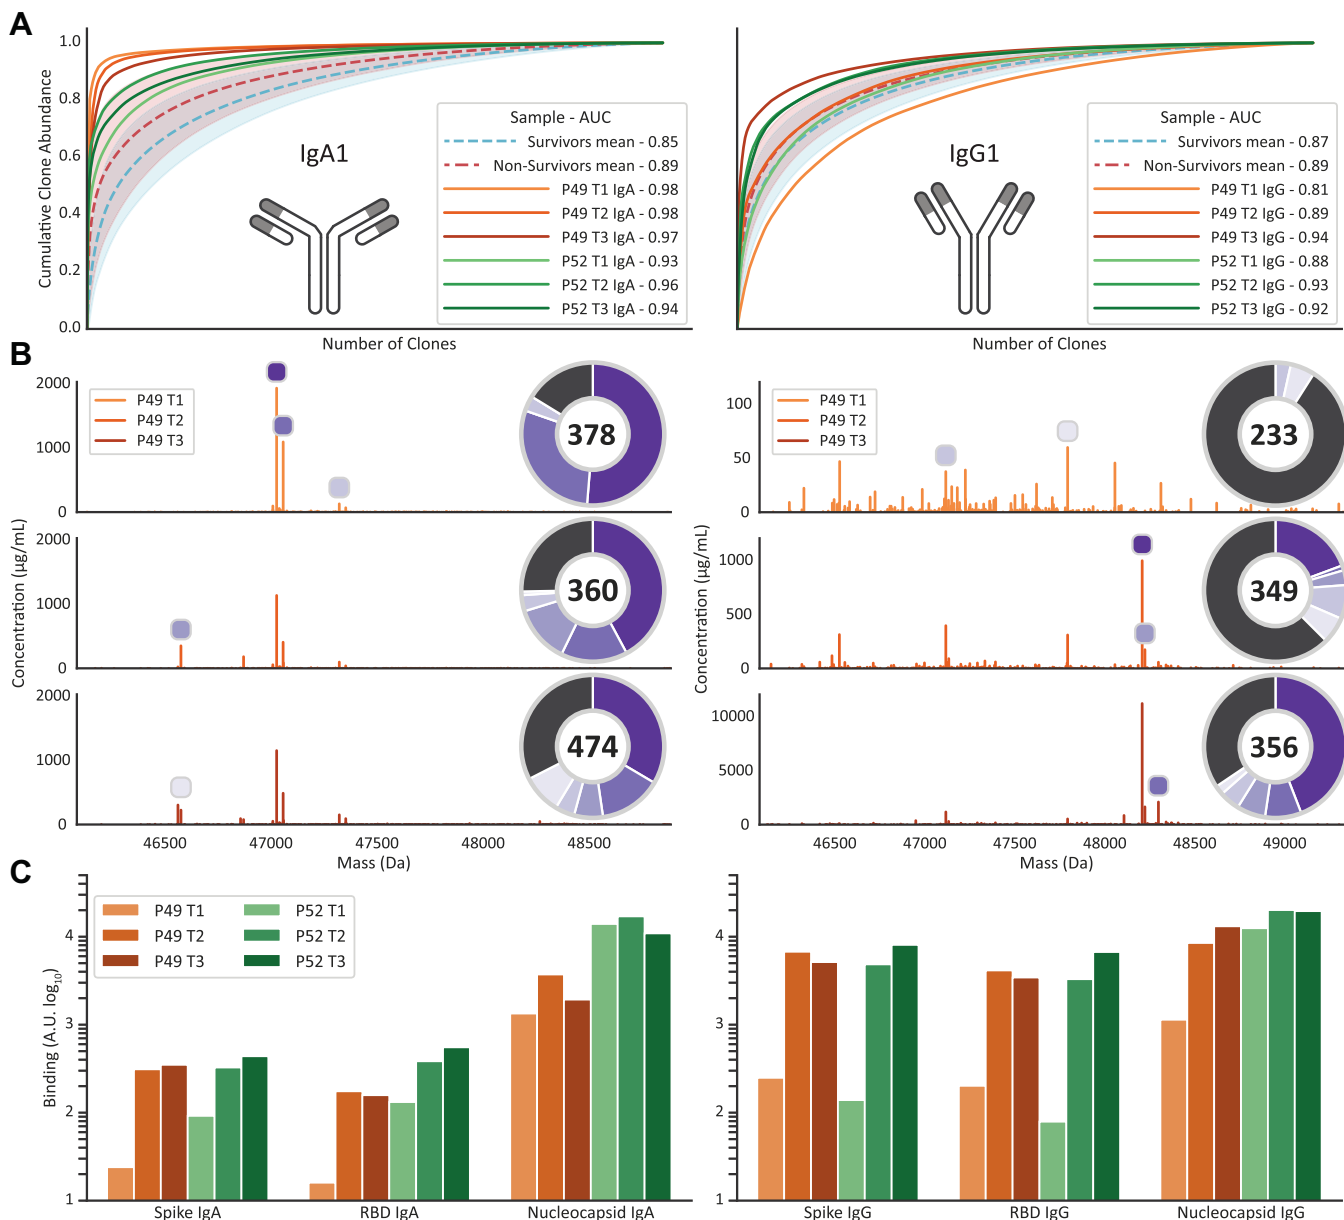 A
1.0
0.8
0.6
0.4
0.2
0.0
Cumulative Clone Abundance
Number of Clones
IgA1
Sample - AUC
Survivors mean - 0.85
Non-Survivors mean - 0.89
P49 T1 IgA - 0.98
P49 T2 IgA - 0.98
P49 T3 IgA - 0.97
P52 T1 IgA - 0.93
P52 T2 IgA - 0.96
P52 T3 IgA - 0.94
IgG1
Sample - AUC
Survivors mean - 0.87
Non-Survivors mean - 0.89
P49 T1 IgG - 0.81
P49 T2 IgG - 0.89
P49 T3 IgG - 0.94
P52 T1 IgG - 0.88
P52 T2 IgG - 0.93
P52 T3 IgG - 0.92
Number of Clones
B
2000
1000
0
P49 T1
P49 T2
P49 T3
378
2000
1000
0
360
2000
1000
0
474
Concentration (µg/mL)
46500 47000 47500 48000 48500
Mass (Da)
100
50
0
P49 T1
P49 T2
P49 T3
233
1000
500
0
349
10000
5000
0
356
Concentration (µg/mL)
46500 47000 47500 48000 48500 49000
Mass (Da)
C
4
3
2
1
Binding (A.U. log10)
P49 T1 P52 T1
P49 T2 P52 T2
P49 T3 P52 T3
Spike IgA RBD IgA Nucleocapsid IgA
4
3
2
1
Spike IgG RBD IgG Nucleocapsid IgG